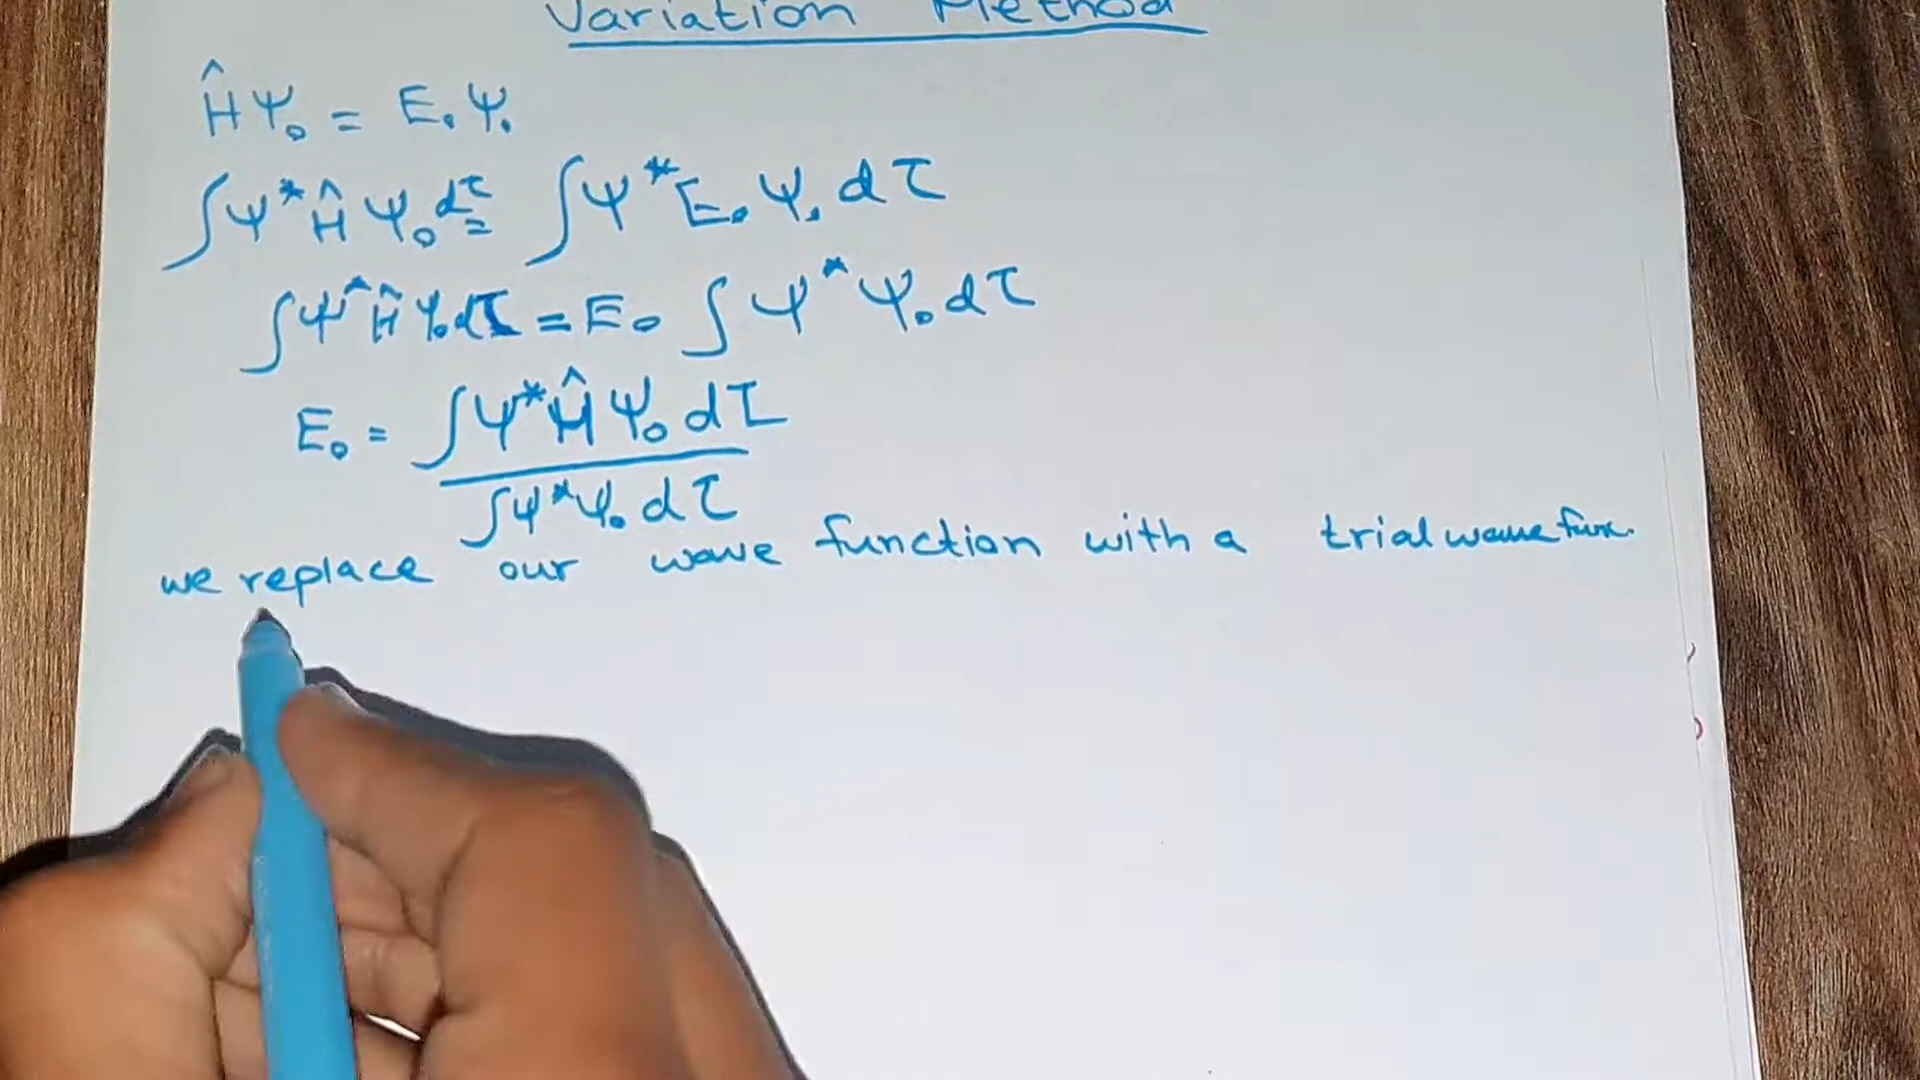 Variation Method
ĤΨ₀ = E₀Ψ₀
∫Ψ*ĤΨ₀dτ = ∫Ψ*E₀Ψ₀dτ
∫Ψ*ĤΨ₀dτ = E₀∫Ψ*Ψ₀dτ
E₀ = ∫Ψ*ĤΨ₀dτ
∫Ψ*Ψ₀dτ
we replace our wave function with a trial wave func.